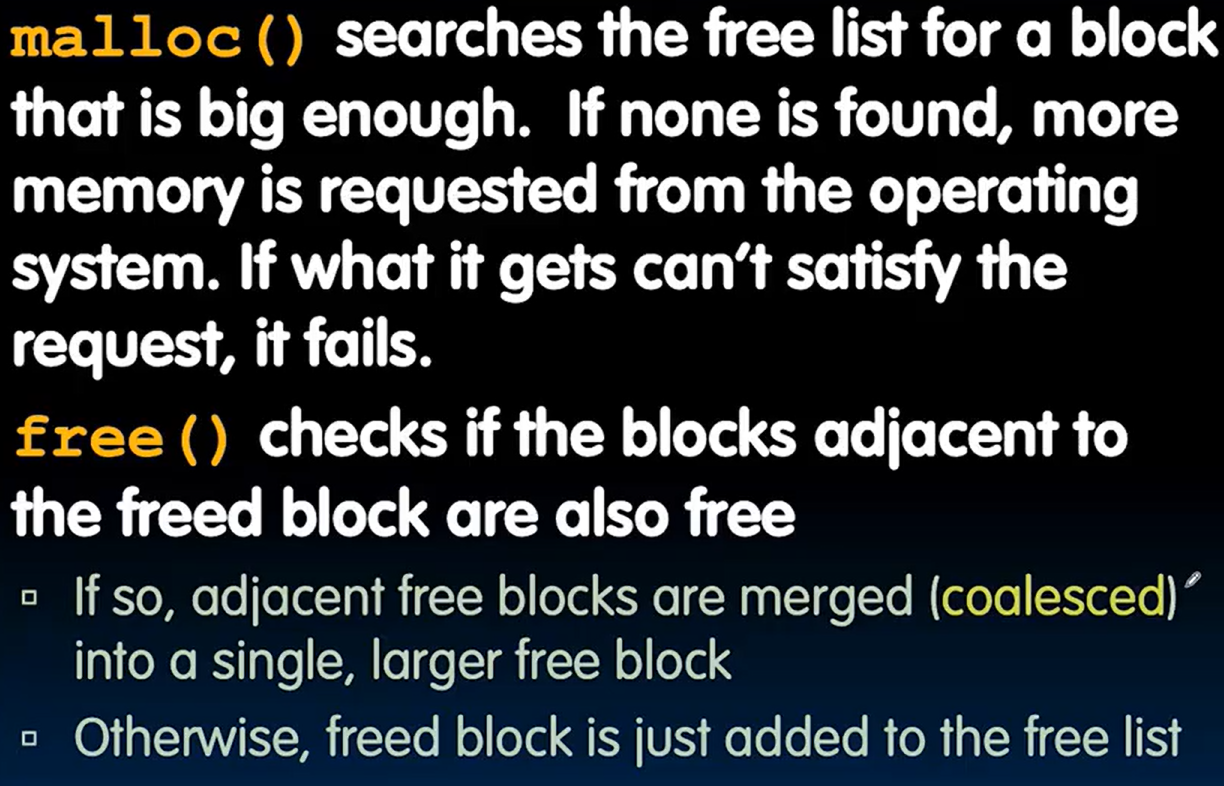 malloc() searches the free list for a block
that is big enough.  If none is found, more
memory is requested from the operating
system. If what it gets can’t satisfy the
request, it fails.
free() checks if the blocks adjacent to
the freed block are also free
▫ If so, adjacent free blocks are merged (coalesced)
into a single, larger free block
▫ Otherwise, freed block is just added to the free list